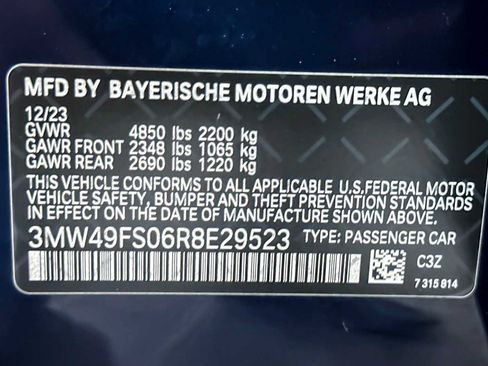 MFD BY BAYERISCHE MOTOREN WERKE AG
12/23
GVWR 4850 lbs 2200 kg
GAWR FRONT 2348 lbs 1065 kg
GAWR REAR 2690 lbs 1220 kg
THIS VEHICLE CONFORMS TO ALL APPLICABLE U.S.FEDERAL MOTOR
VEHICLE SAFETY, BUMPER AND THEFT PREVENTION STANDARDS
IN EFFECT ON THE DATE OF MANUFACTURE SHOWN ABOVE.
3MW49FS06R8E29523 TYPE: PASSENGER CAR
C3Z
7 315 814